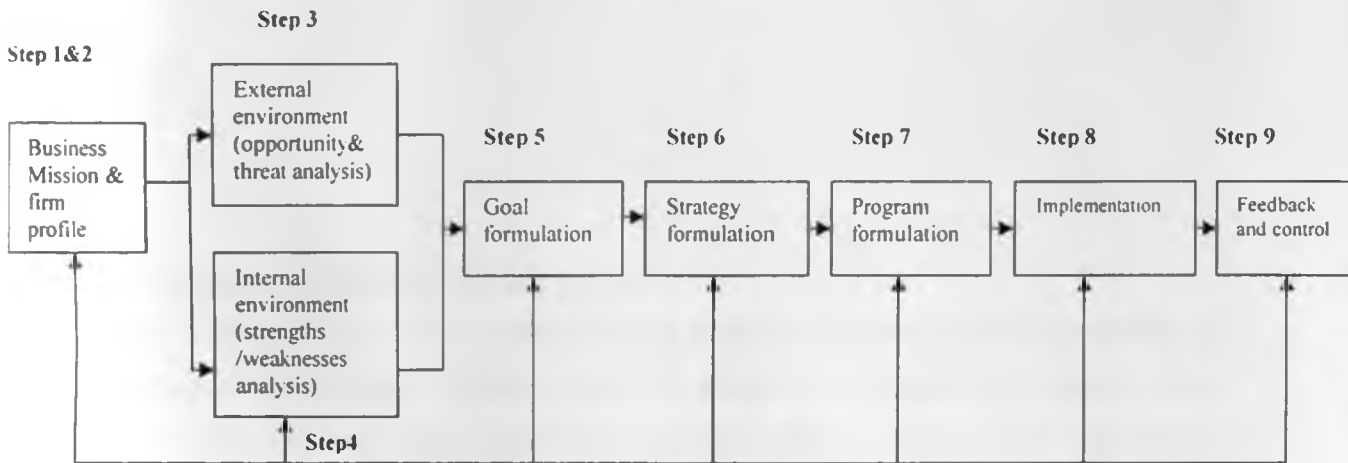 Step 3
Step 1&2
External
environment
(opportunity&
threat analysis)
Business
Mission &
firm
profile
Step 5
Step 6
Step 7
Step 8
Step 9
Goal
formulation
Strategy
formulation
Program
formulation
Implementation
Feedback
and control
Internal
environment
(strengths
/weaknesses
analysis)
Step4